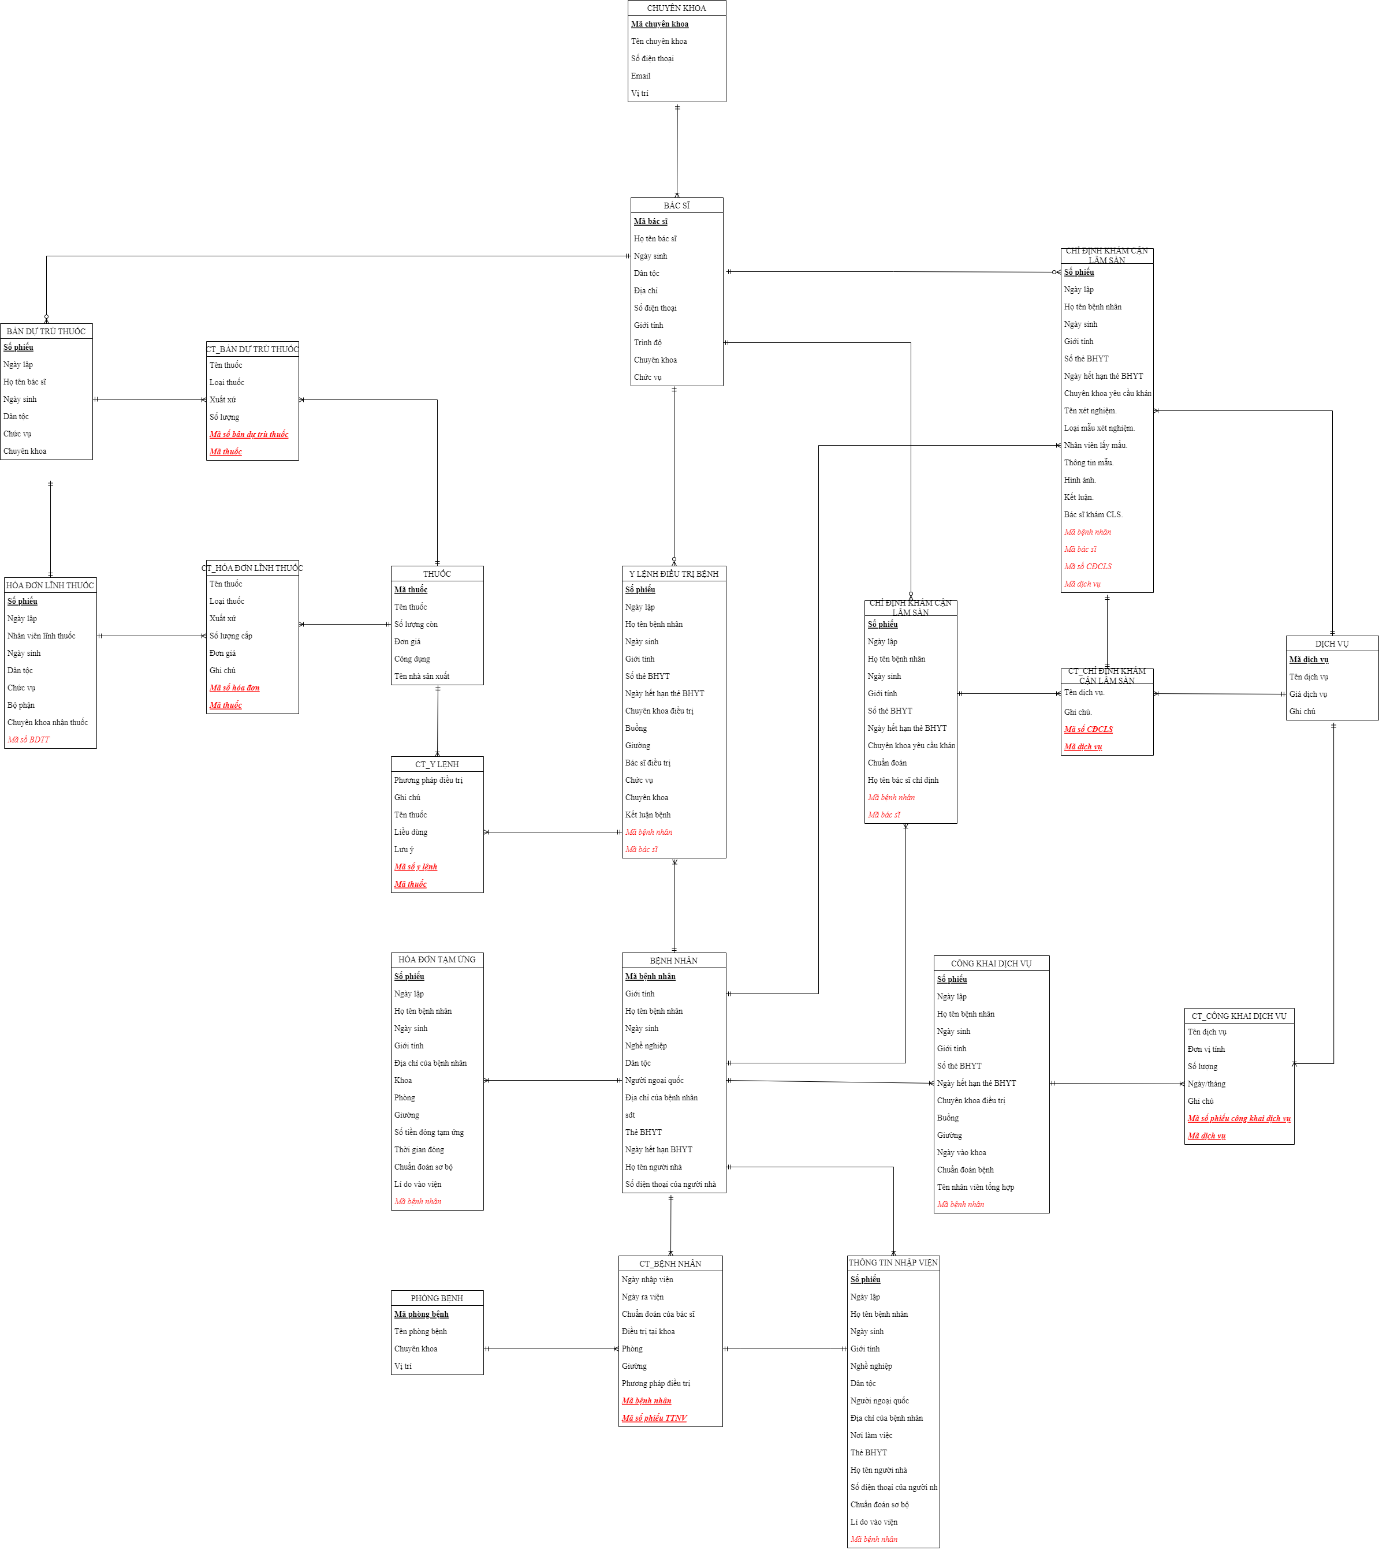 CHUYÊN KHOA
Mã chuyên khoa
Tên chuyên khoa
Số điện thoại
Email
Vị trí
BÁC SĨ
Mã bác sĩ
Họ tên bác sĩ
Ngày sinh
Dân tộc
Địa chỉ
Số điện thoại
Giới tính
Trình độ
Chuyên khoa
Chức vụ
CHỈ ĐỊNH KHÁM CẬN
LÂM SÀN
Số phiếu
Ngày lập
Họ tên bệnh nhân
Ngày sinh
Giới tính
Số thẻ BHYT
Ngày hết hạn thẻ BHYT
Chuyên khoa yêu cầu khán
Tên xét nghiệm.
Loại mẫu xét nghiệm.
Nhân viên lấy mẫu.
Thông tin mẫu.
Hình ảnh.
Kết luận.
Bác sĩ khám CLS.
Mã bệnh nhân
Mã bác sĩ
Mã số CĐCLS
Mã dịch vụ
BẢN DỰ TRÙ THUỐC
Số phiếu
Ngày lập
Họ tên bác sĩ
Ngày sinh
Dân tộc
Chức vụ
Chuyên khoa
CT_BẢN DỰ TRÙ THUỐC
Tên thuốc
Loại thuốc
Xuất xứ
Số lượng
Mã số bản dự trù thuốc
Mã thuốc
HÓA ĐƠN LĨNH THUỐC
Số phiếu
Ngày lập
Nhân viên lĩnh thuốc
Ngày sinh
Dân tộc
Chức vụ
Bộ phận
Chuyên khoa nhận thuốc
Mã số BDTT
CT_HÓA ĐƠN LĨNH THUỐC
Tên thuốc
Loại thuốc
Xuất xứ
Số lượng cấp
Đơn giá
Ghi chú
Mã số hóa đơn
Mã thuốc
THUỐC
Mã thuốc
Tên thuốc
Số lượng còn
Đơn giá
Công dụng
Tên nhà sản xuất
Y LỆNH ĐIỀU TRỊ BỆNH
Số phiếu
Ngày lập
Họ tên bệnh nhân
Ngày sinh
Giới tính
Số thẻ BHYT
Ngày hết hạn thẻ BHYT
Chuyên khoa điều trị
Buồng
Giường
Bác sĩ điều trị
Chức vụ
Chuyên khoa
Kết luận bệnh
Mã bệnh nhân
Mã bác sĩ
CHỈ ĐỊNH KHÁM CẬN
LÂM SÀN
Số phiếu
Ngày lập
Họ tên bệnh nhân
Ngày sinh
Giới tính
Số thẻ BHYT
Ngày hết hạn thẻ BHYT
Chuyên khoa yêu cầu khán
Chuẩn đoán
Họ tên bác sĩ chỉ định
Mã bệnh nhân
Mã bác sĩ
CT_CHỈ ĐỊNH KHÁM
CẬN LÂM SÀN
Tên dịch vụ.
Ghi chú.
Mã số CĐCLS
Mã dịch vụ
DỊCH VỤ
Mã dịch vụ
Tên dịch vụ
Giá dịch vụ
Ghi chú
CT_Y LỆNH
Phương pháp điều trị
Ghi chú
Tên thuốc
Liều dùng
Lưu ý
Mã số y lệnh
Mã thuốc
HÓA ĐƠN TẠM ỨNG
Số phiếu
Ngày lập
Họ tên bệnh nhân
Ngày sinh
Giới tính
Địa chỉ của bệnh nhân
Khoa
Phòng
Giường
Số tiền đóng tạm ứng
Thời gian đóng
Chuẩn đoán sơ bộ
Lí do vào viện
Mã bệnh nhân
BỆNH NHÂN
Mã bệnh nhân
Giới tính
Họ tên bệnh nhân
Ngày sinh
Nghề nghiệp
Dân tộc
Người ngoại quốc
Địa chỉ của bệnh nhân
sđt
Thẻ BHYT
Ngày hết hạn BHYT
Họ tên người nhà
Số điện thoại của người nhà
CÔNG KHAI DỊCH VỤ
Số phiếu
Ngày lập
Họ tên bệnh nhân
Ngày sinh
Giới tính
Số thẻ BHYT
Ngày hết hạn thẻ BHYT
Chuyên khoa điều trị
Buồng
Giường
Ngày vào khoa
Chuẩn đoán bệnh
Tên nhân viên tổng hợp
Mã bệnh nhân
CT_CÔNG KHAI DỊCH VỤ
Tên dịch vụ
Đơn vị tính
Số lượng
Ngày/tháng
Ghi chú
Mã số phiếu công khai dịch vụ
Mã dịch vụ
PHÒNG BỆNH
Mã phòng bệnh
Tên phòng bệnh
Chuyên khoa
Vị trí
CT_BỆNH NHÂN
Ngày nhập viện
Ngày ra viện
Chuẩn đoán của bác sĩ
Điều trị tại khoa
Phòng
Giường
Phương pháp điều trị
Mã bệnh nhân
Mã số phiếu TTNV
THÔNG TIN NHẬP VIỆN
Số phiếu
Ngày lập
Họ tên bệnh nhân
Ngày sinh
Giới tính
Nghề nghiệp
Dân tộc
Người ngoại quốc
Địa chỉ của bệnh nhân
Nơi làm việc
Thẻ BHYT
Họ tên người nhà
Số điện thoại của người nh
Chuẩn đoán sơ bộ
Lí do vào viện
Mã bệnh nhân